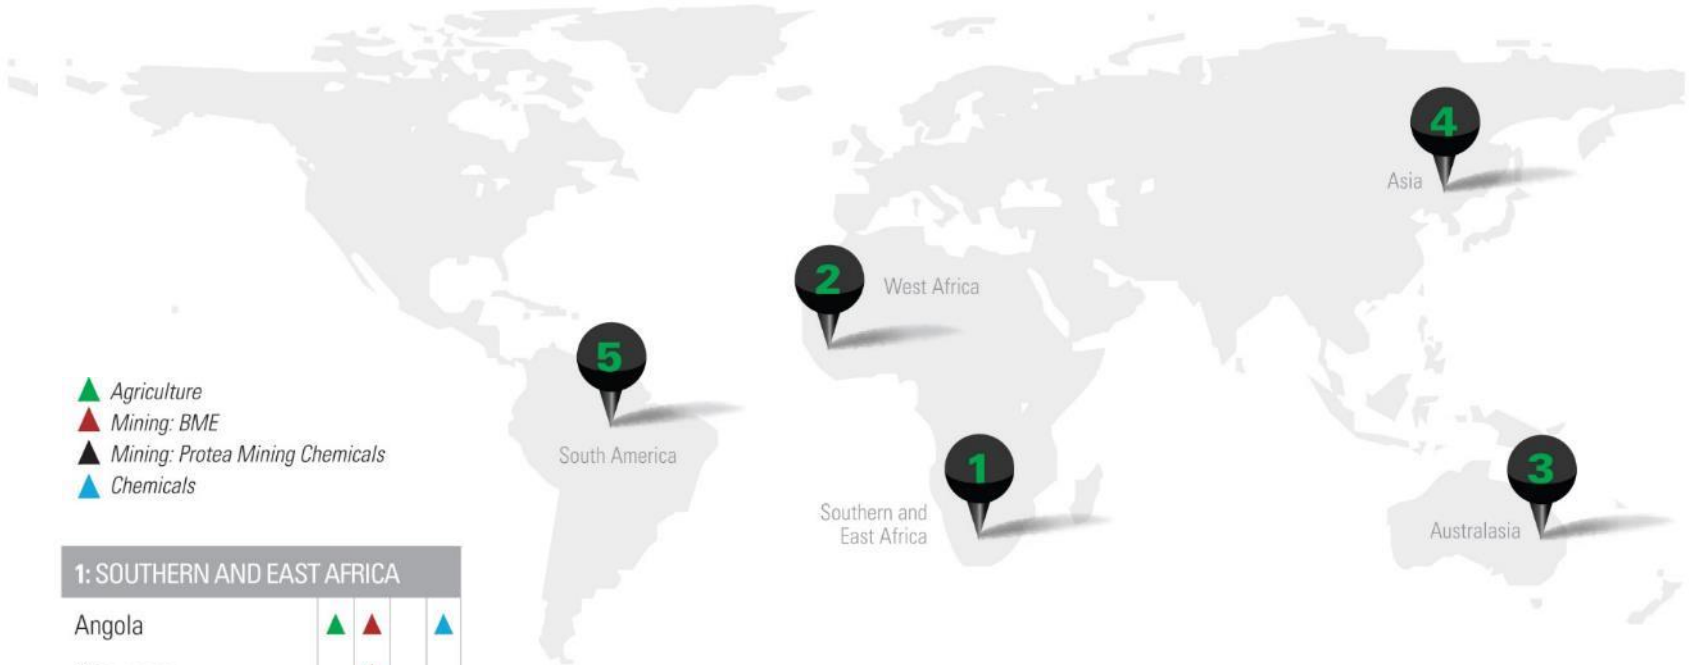 4
Asia
2
West Africa
5
Agriculture
Mining: BME
Mining: Protea Mining Chemicals
Chemicals
South America
1
3
Southern and
East Africa
Australasia
1: SOUTHERN AND EAST AFRICA
Angola